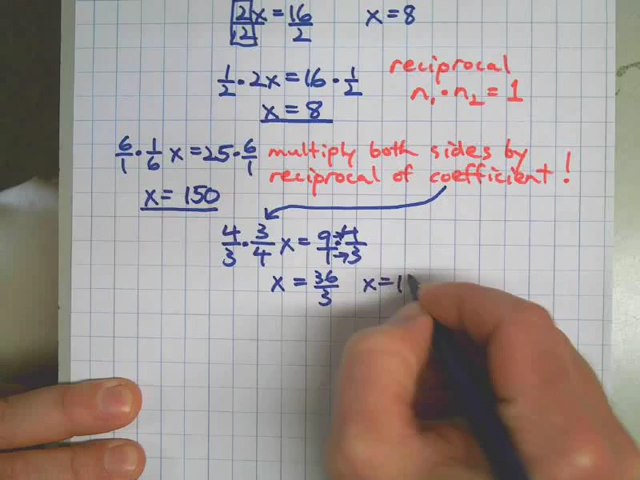 2/2 x = 16/2 x = 8
1/2 · 2x = 16 · 1/2
x = 8
reciprocal
n₁ · n₂ = 1
6/1 · 1/6 x = 25 · 6/1
x = 150
multiply both sides by
reciprocal of coefficient!
4/3 · 3/4 x = 9/1 · 4/3
x = 36/3 x = 1